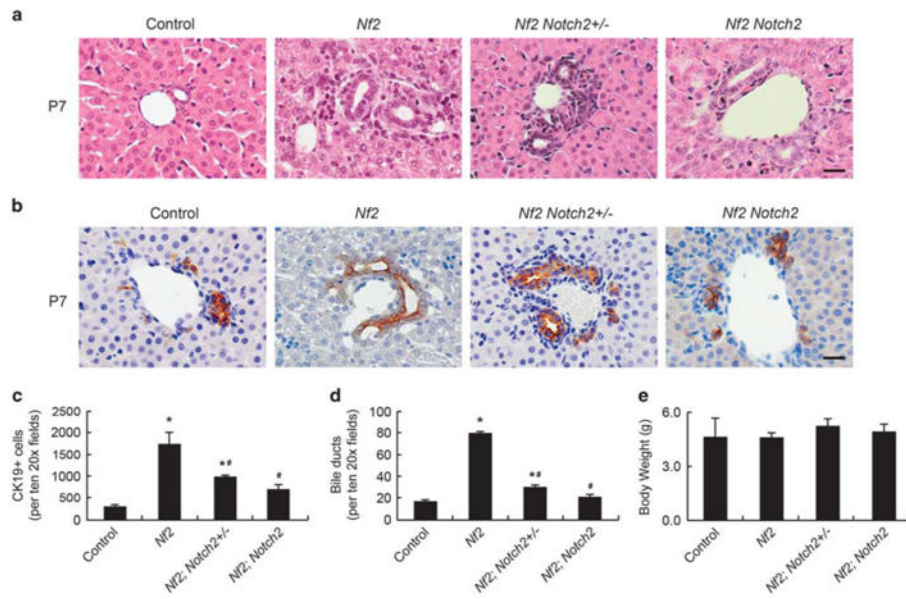 a
Control
Nf2
Nf2 Notch2+/-
Nf2 Notch2
P7
b
Control
Nf2
Nf2 Notch2+/-
Nf2 Notch2
P7
c
CK19+ cells
(per ten 20x fields)
2500
2000
1500
1000
500
0
*
*#
#
Control
Nf2
Nf2; Notch2+/-
Nf2; Notch2
d
Bile ducts
(per ten 20x fields)
100
80
60
40
20
0
*
*#
#
Control
Nf2
Nf2; Notch2+/-
Nf2; Notch2
e
Body Weight (g)
6.0
3.0
0.0
Control
Nf2
Nf2; Notch2+/-
Nf2; Notch2